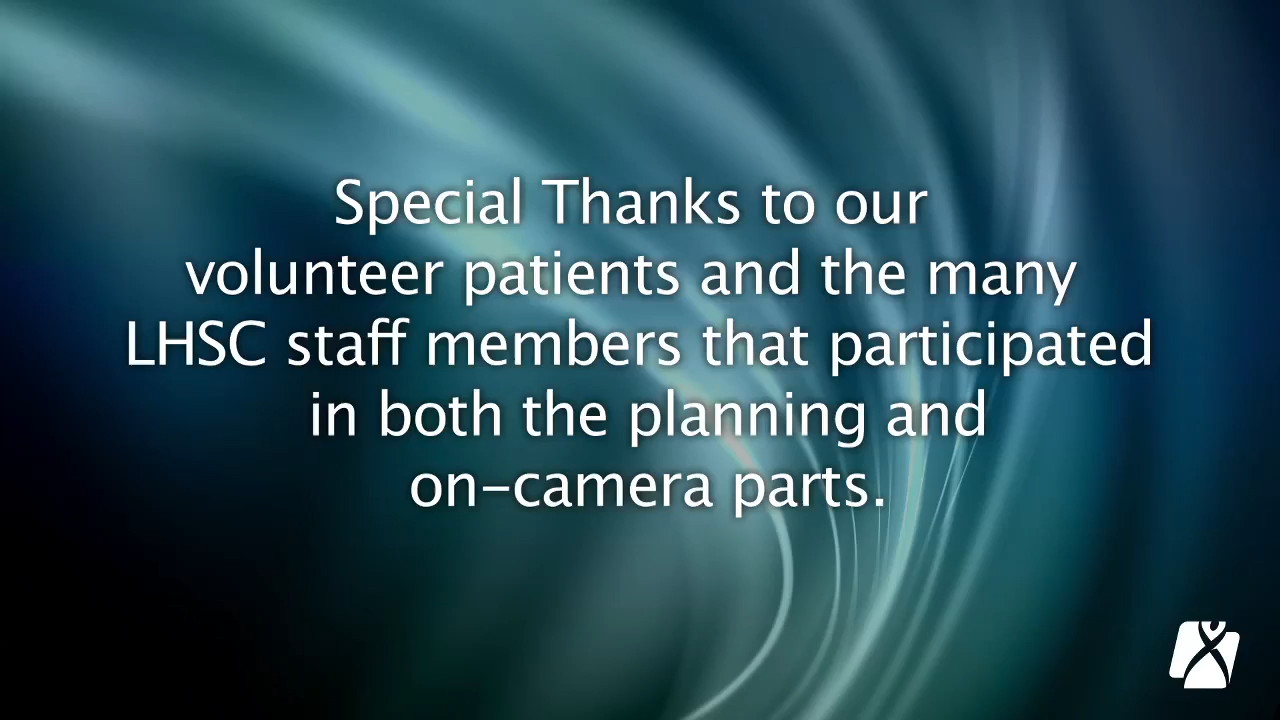 Special Thanks to our
volunteer patients and the many
LHSC staff members that participated
in both the planning and
on-camera parts.